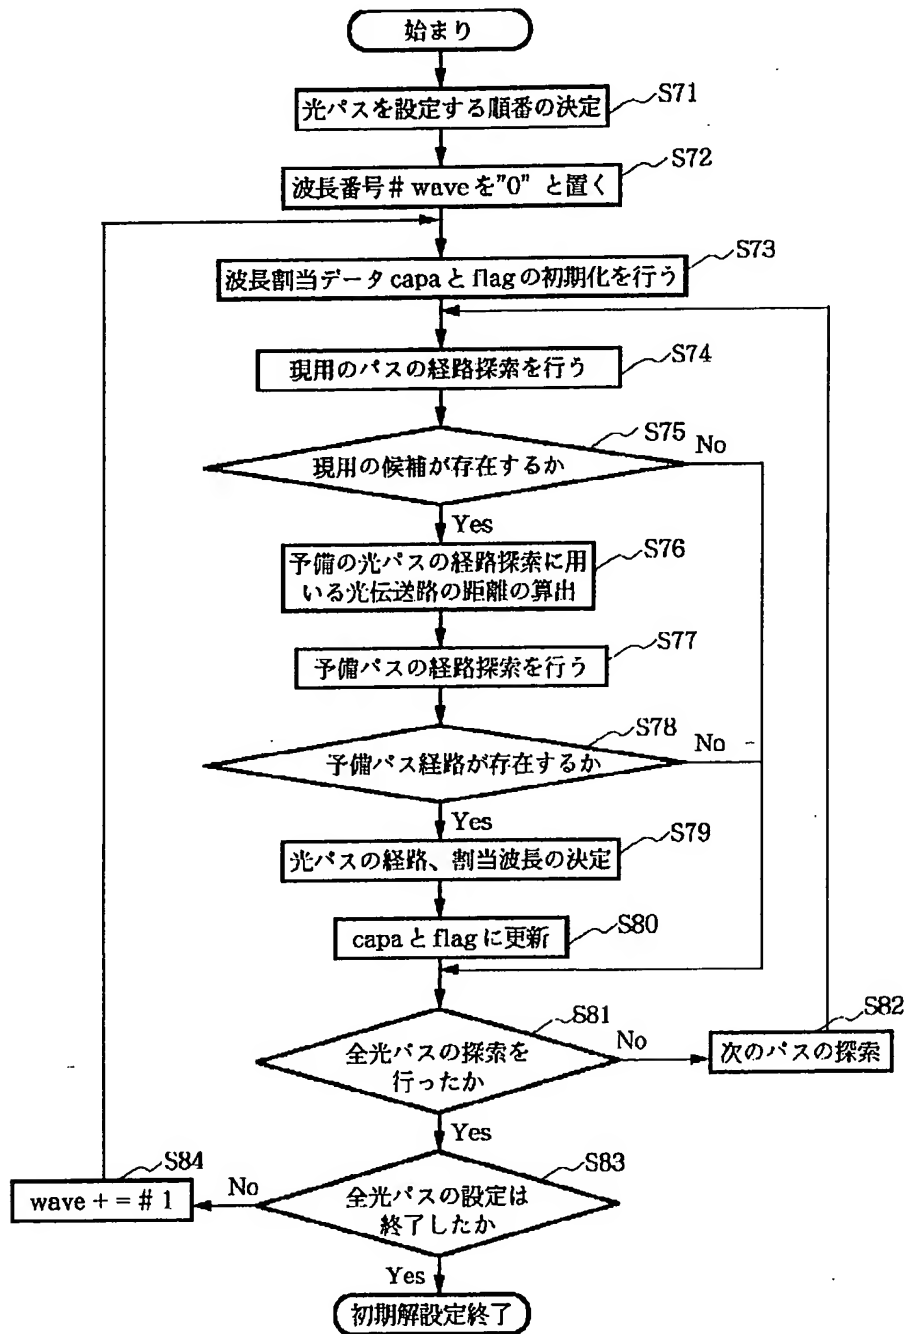 始まり
S71
光パスを設定する順番の決定
S72
波長番号# waveを"0" と置く
S73
波長割当データcapaとflagの初期化を行う
S74
現用のパスの経路探索を行う
S75
現用の候補が存在するか
No
Yes
S76
予備の光パスの経路探索に用
いる光伝送路の距離の算出
S77
予備パスの経路探索を行う
S78
予備パス経路が存在するか
No
Yes
S79
光パスの経路、割当波長の決定
S80
capaとflagに更新
S81
全光パスの探索を
行ったか
No
S82
次のパスの探索
Yes
S83
全光パスの設定は
終了したか
No
S84
wave += # 1
Yes
初期解設定終了